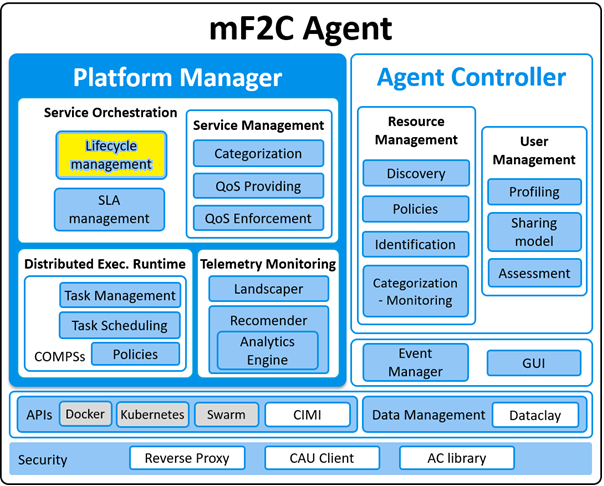 mF2C Agent
Platform Manager
Service Orchestration
Lifecycle
management
SLA
management
Service Management
Categorization
QoS Providing
QoS Enforcement
Distributed Exec. Runtime
Task Management
Task Scheduling
COMPSs
Policies
Telemetry Monitoring
Landscaper
Recomender
Analytics
Engine
Agent Controller
Resource
Management
Discovery
Policies
Identification
Categorization
- Monitoring
User
Management
Profiling
Sharing
model
Assessment
Event
Manager
GUI
APIs
Docker
Kubernetes
Swarm
CIMI
Data Management
Dataclay
Security
Reverse Proxy
CAU Client
AC library